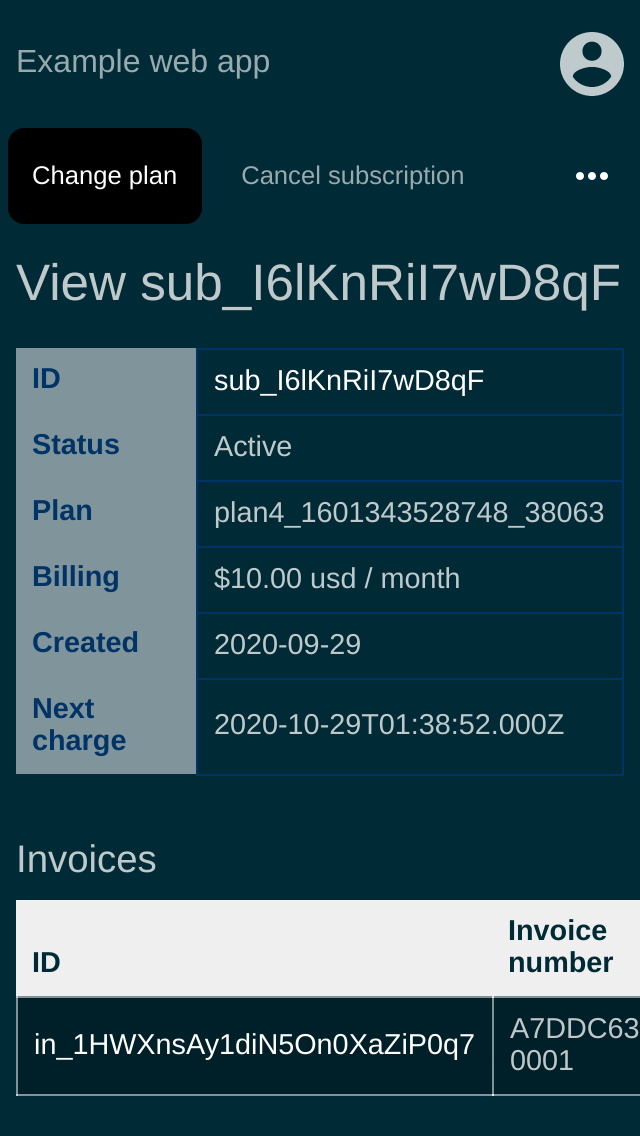 Example web app
Change plan
Cancel subscription
View sub_I6lKnRiI7wD8qF
ID sub_I6lKnRiI7wD8qF
Status Active
Plan plan4_1601343528748_38063
Billing $10.00 usd / month
Created 2020-09-29
Next
charge 2020-10-29T01:38:52.000Z
Invoices
ID Invoice
number
in_1HWXnsAy1diN5On0XaZiP0q7 A7DDC63
0001